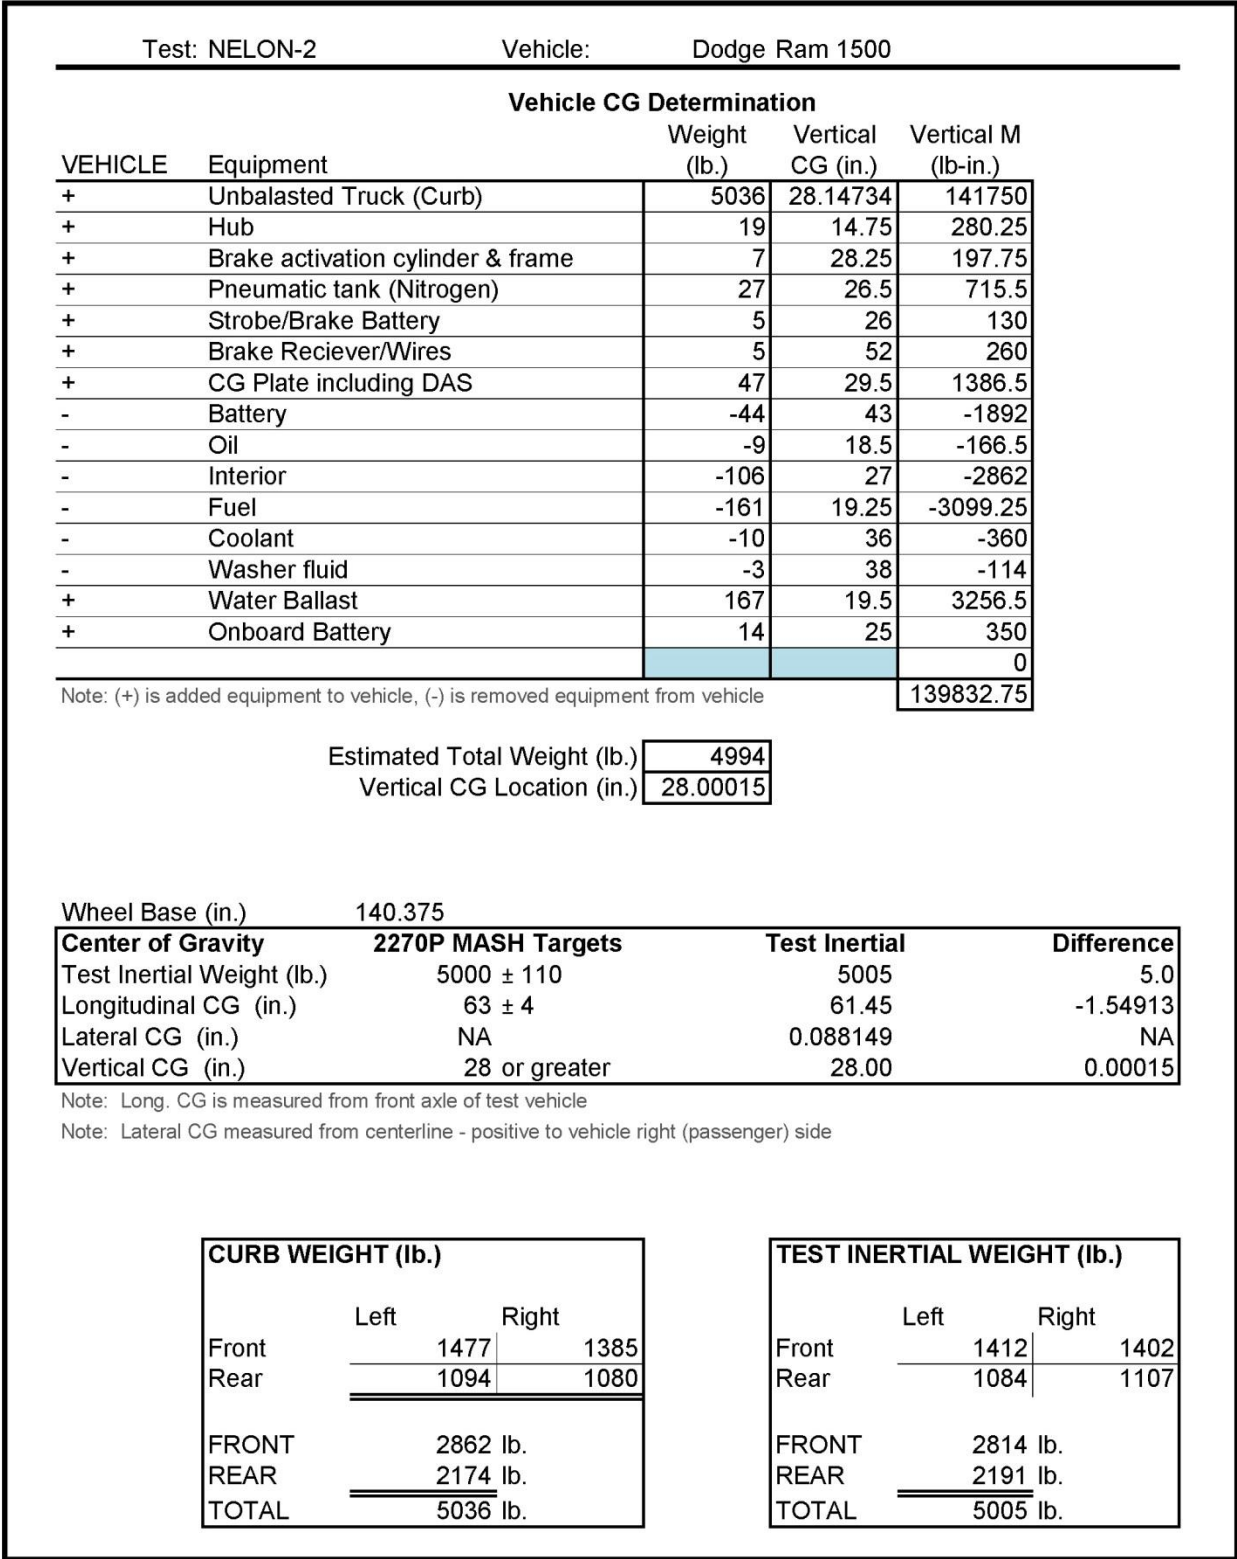 Test: NELON-2 Vehicle: Dodge Ram 1500
Vehicle CG Determination
Weight Vertical Vertical M
VEHICLE Equipment (lb.) CG (in.) (lb-in.)
+ Unbalasted Truck (Curb) 5036 28.14734 141750
+ Hub 19 14.75 280.25
+ Brake activation cylinder & frame 7 28.25 197.75
+ Pneumatic tank (Nitrogen) 27 26.5 715.5
+ Strobe/Brake Battery 5 26 130
+ Brake Reciever/Wires 5 52 260
+ CG Plate including DAS 47 29.5 1386.5
- Battery -44 43 -1892
- Oil -9 18.5 -166.5
- Interior -106 27 -2862
- Fuel -161 19.25 -3099.25
- Coolant -10 36 -360
- Washer fluid -3 38 -114
+ Water Ballast 167 19.5 3256.5
+ Onboard Battery 14 25 350
0
Note: (+) is added equipment to vehicle, (-) is removed equipment from vehicle 139832.75
Estimated Total Weight (lb.) 4994
Vertical CG Location (in.) 28.00015
Wheel Base (in.) 140.375
Center of Gravity 2270P MASH Targets Test Inertial Difference
Test Inertial Weight (lb.) 5000 ± 110 5005 5.0
Longitudinal CG (in.) 63 ± 4 61.45 -1.54913
Lateral CG (in.) NA 0.088149 NA
Vertical CG (in.) 28 or greater 28.00 0.00015
Note: Long. CG is measured from front axle of test vehicle
Note: Lateral CG measured from centerline - positive to vehicle right (passenger) side
CURB WEIGHT (lb.)
Left Right
Front 1477 1385
Rear 1094 1080
FRONT 2862 lb.
REAR 2174 lb.
TOTAL 5036 lb.
TEST INERTIAL WEIGHT (lb.)
Left Right
Front 1412 1402
Rear 1084 1107
FRONT 2814 lb.
REAR 2191 lb.
TOTAL 5005 lb.